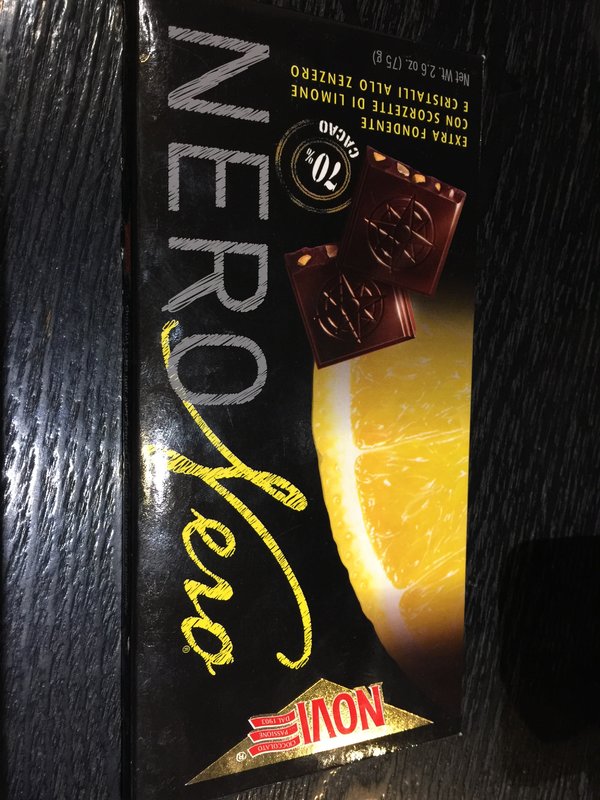 NERO
Nero®
NOVI®
CIOCCOLATO
PASSIONE
DAL 1903
70%
CACAO
EXTRA FONDENTE
CON SCORZETTE DI LIMONE
E CRISTALLI ALLO ZENZERO
Net Wt. 2.6 oz. (75 g)